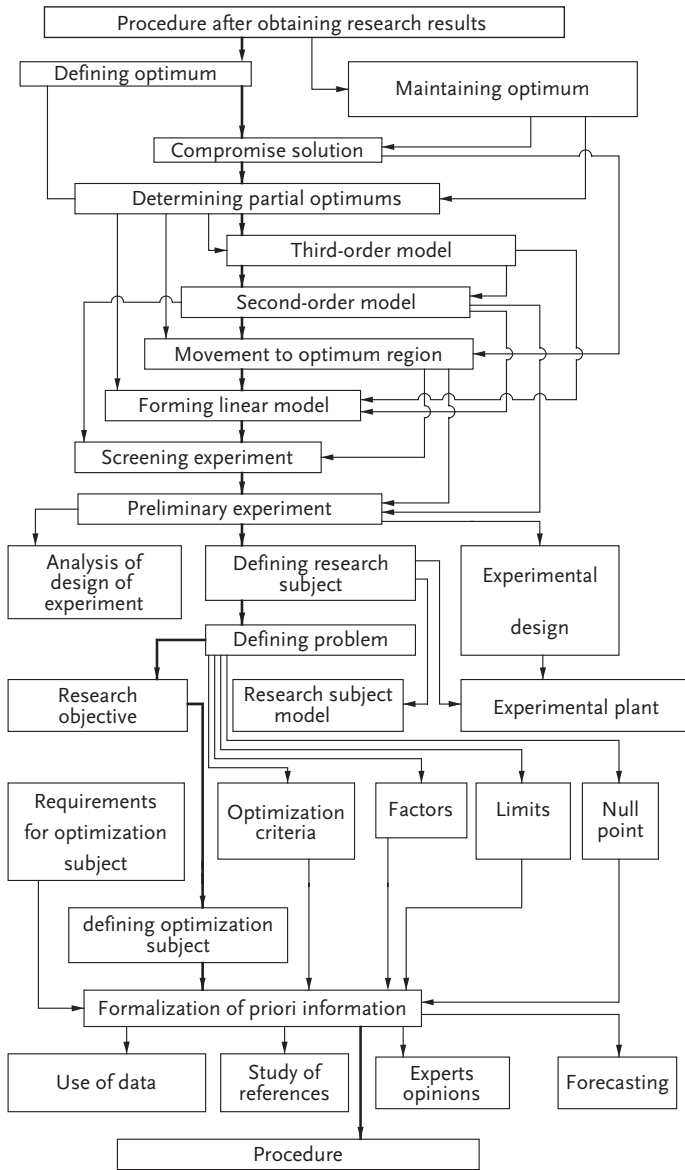 Procedure after obtaining research results
Defining optimum
Maintaining optimum
Compromise solution
Determining partial optimums
Third-order model
Second-order model
Movement to optimum region
Forming linear model
Screening experiment
Preliminary experiment
Analysis of
design of
experiment
Defining research
subject
Experimental
design
Defining problem
Research
objective
Research subject
model
Experimental plant
Requirements
for optimization
subject
Optimization
criteria
Factors
Limits
Null
point
defining optimization
subject
Formalization of priori information
Use of data
Study of
references
Experts
opinions
Forecasting
Procedure